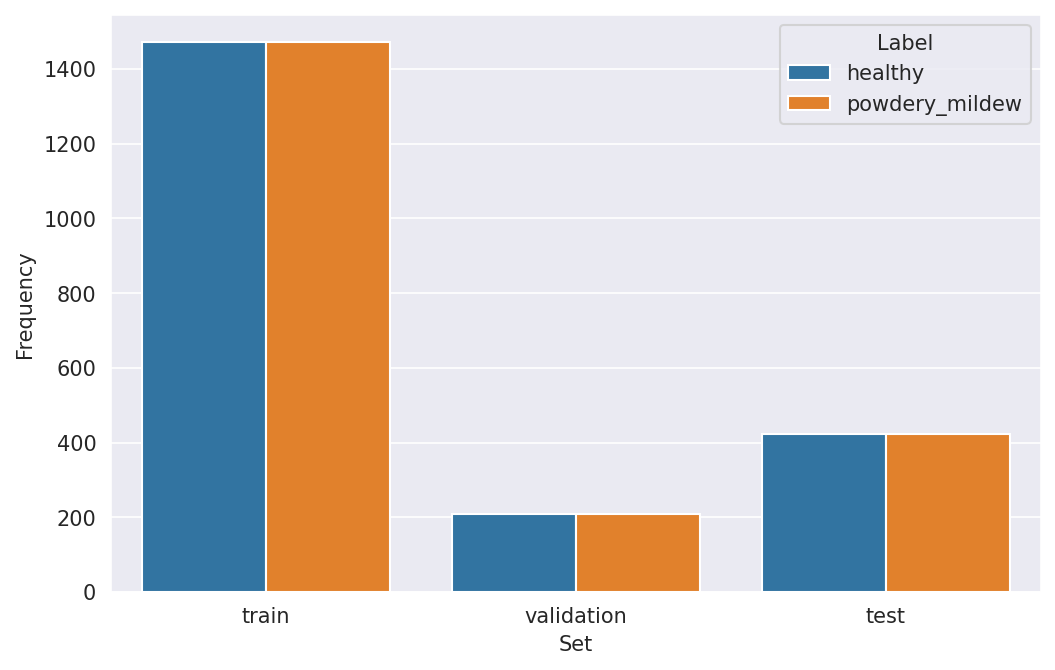 Label
healthy
powdery_mildew
1400
1200
1000
800
600
400
200
0
Frequency
train validation test
Set